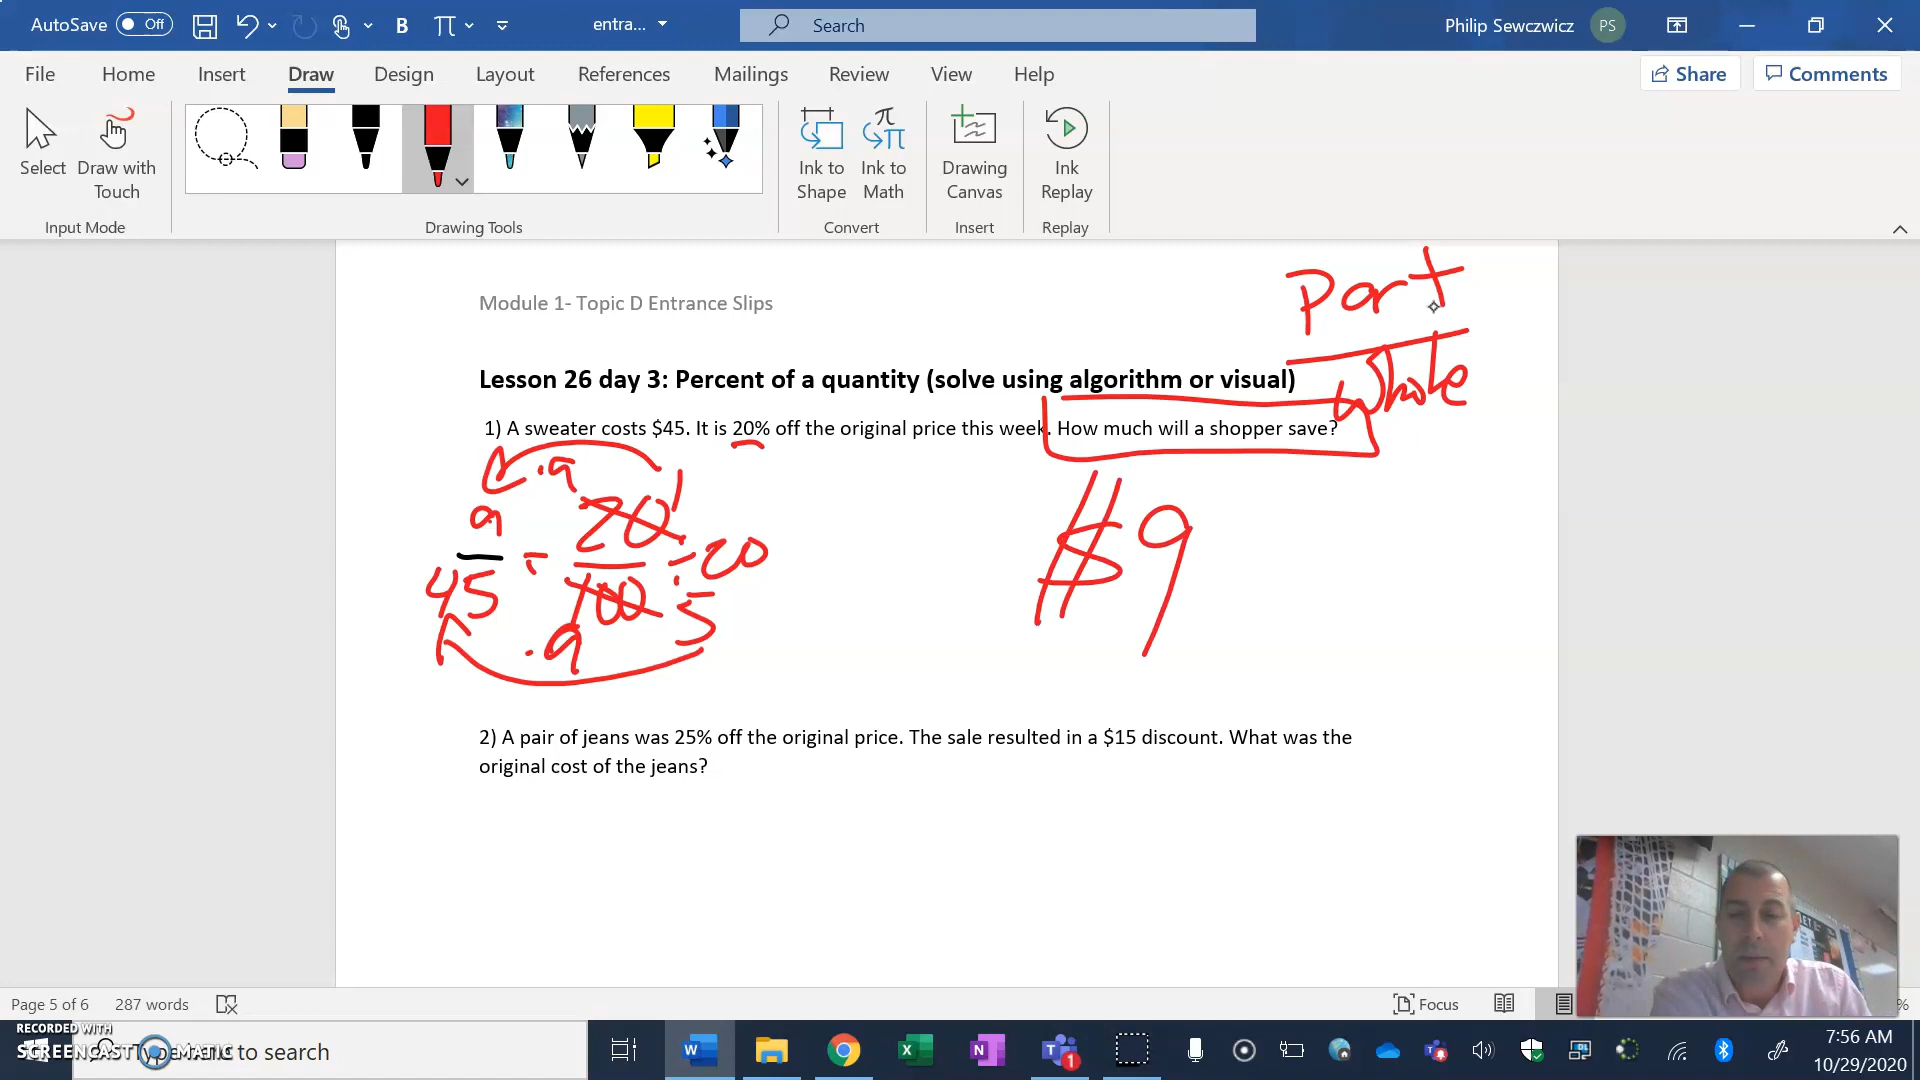 AutoSave Off B π entra... Search Philip Sewczwicz PS
File Home Insert Draw Design Layout References Mailings Review View Help Share Comments
Select
Draw with
Touch
Ink to
Shape
Ink to
Math
Drawing
Canvas
Ink
Replay
Input Mode Drawing Tools Convert Insert Replay
Part
Module 1- Topic D Entrance Slips
whole
Lesson 26 day 3: Percent of a quantity (solve using algorithm or visual)
1) A sweater costs $45. It is 20% off the original price this week. How much will a shopper save?
·9
9 20 1
= ÷20
45 100 5
·9
$9
2) A pair of jeans was 25% off the original price. The sale resulted in a $15 discount. What was the
original cost of the jeans?
Page 5 of 6 287 words Focus %
RECORDED WITH
SCREENCAST MATIC
to search
7:56 AM
10/29/2020